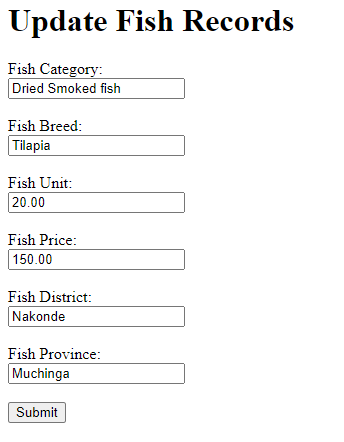 Update Fish Records
Fish Category:
Dried Smoked fish
Fish Breed:
Tilapia
Fish Unit:
20.00
Fish Price:
150.00
Fish District:
Nakonde
Fish Province:
Muchinga
Submit